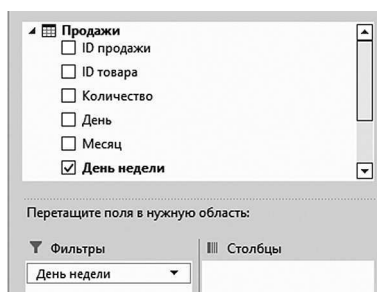 Продажи
ID продажи
ID товара
Количество
День
Месяц
День недели
Перетащите поля в нужную область:
Фильтры
Столбцы
День недели